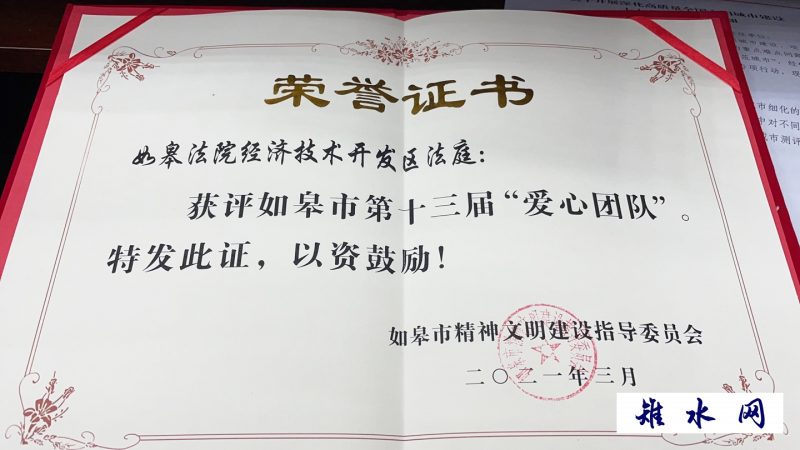 荣誉证书
如皋法院经济技术开发区法庭：
获评如皋市第十三届“爱心团队”。
特发此证，以资鼓励！
如皋市精神文明建设指导委员会
二〇二一年三月
雉水网